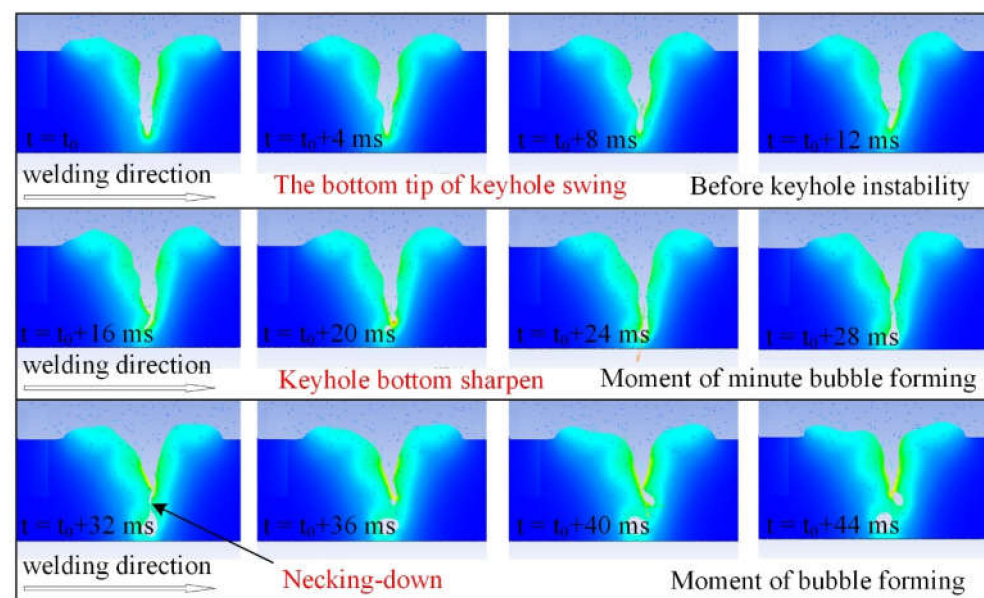 t = t₀
t = t₀+4 ms
t = t₀+8 ms
t = t₀+12 ms
welding direction
The bottom tip of keyhole swing
Before keyhole instability
t = t₀+16 ms
t = t₀+20 ms
t = t₀+24 ms
t = t₀+28 ms
welding direction
Keyhole bottom sharpen
Moment of minute bubble forming
t = t₀+32 ms
t = t₀+36 ms
t = t₀+40 ms
t = t₀+44 ms
welding direction
Necking-down
Moment of bubble forming